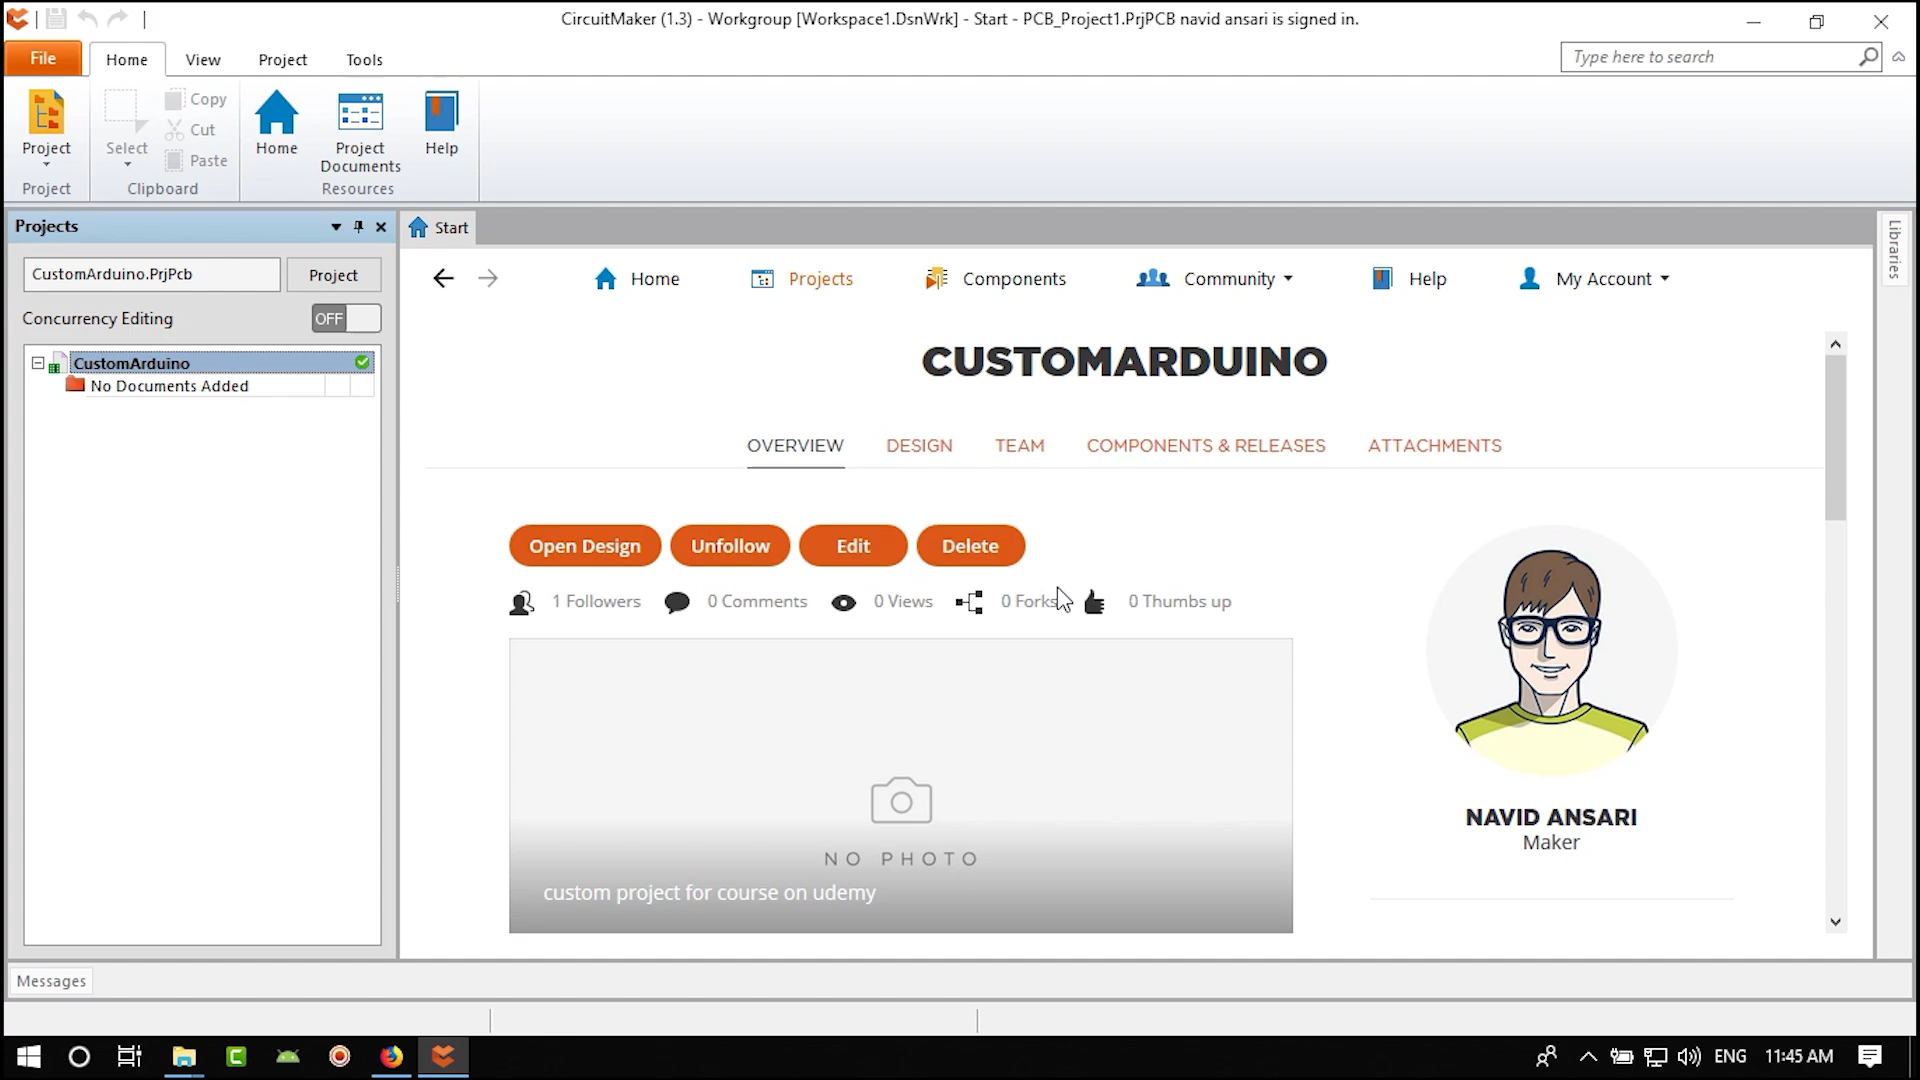 CircuitMaker (1.3) - Workgroup [Workspace1.DsnWrk] - Start - PCB_Project1.PrjPCB navid ansari is signed in.
File Home View Project Tools
Type here to search
Project
Select
Copy
Cut
Paste
Home
Project Documents
Help
Project Clipboard Resources
Projects
Start
Libraries
CustomArduino.PrjPcb Project
Concurrency Editing OFF
CustomArduino
No Documents Added
Home Projects Components Community Help My Account
CUSTOMARDUINO
OVERVIEW DESIGN TEAM COMPONENTS & RELEASES ATTACHMENTS
Open Design Unfollow Edit Delete
1 Followers 0 Comments 0 Views 0 Forks 0 Thumbs up
NO PHOTO
custom project for course on udemy
NAVID ANSARI
Maker
Messages
ENG 11:45 AM